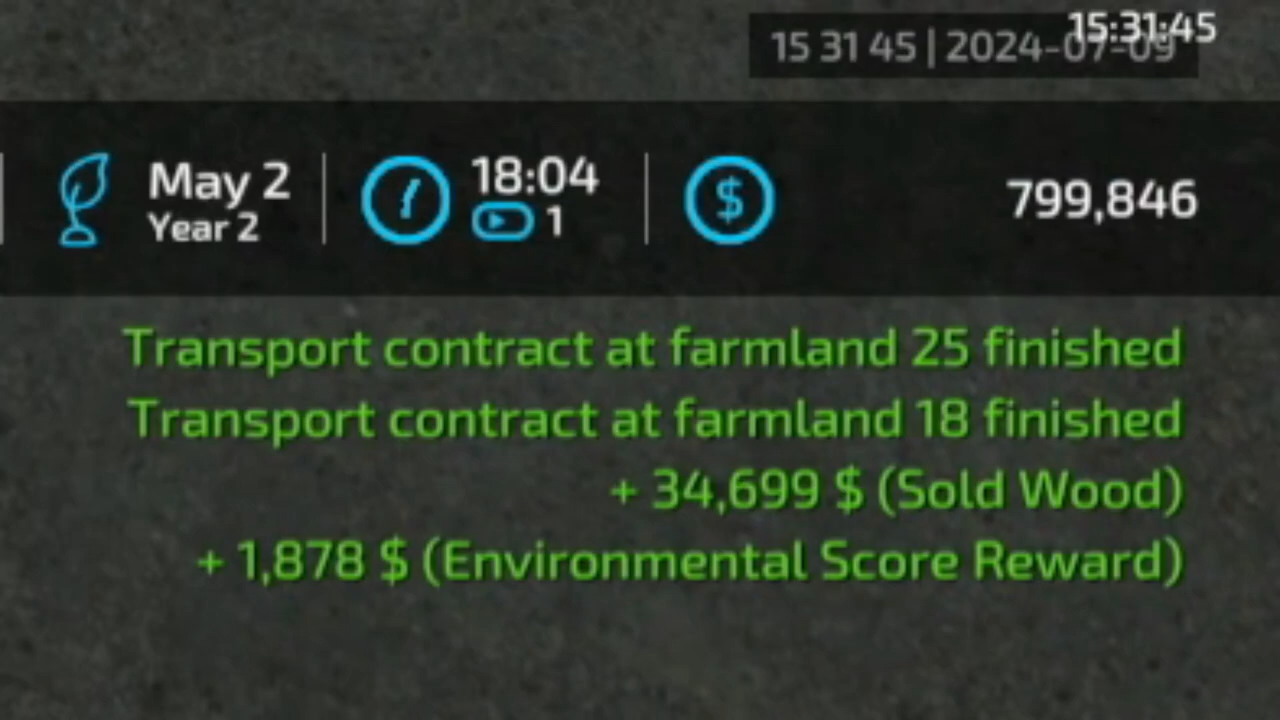 15:31:45
15 31 45 | 2024-07-09
May 2
Year 2
18:04
1
$
799,846
Transport contract at farmland 25 finished
Transport contract at farmland 18 finished
+ 34,699 $ (Sold Wood)
+ 1,878 $ (Environmental Score Reward)